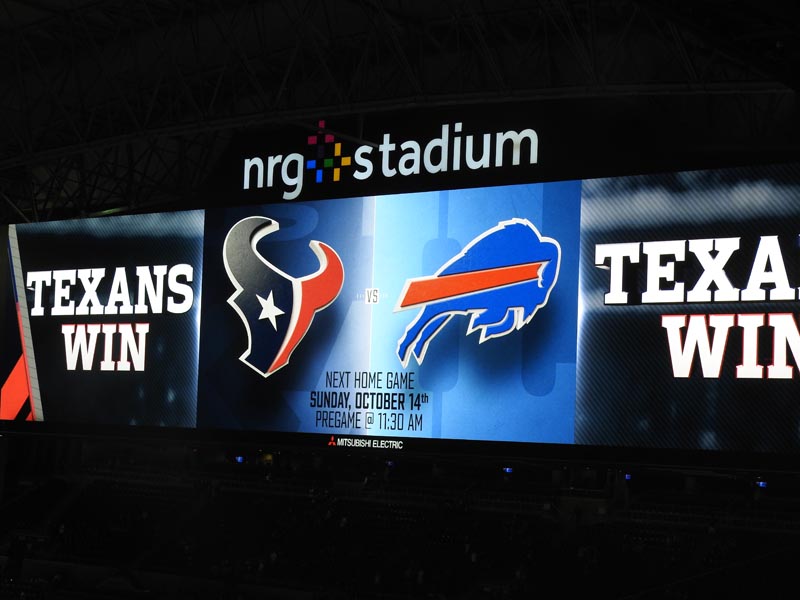 nrg stadium
TEXANS
WIN
VS
NEXT HOME GAME
SUNDAY, OCTOBER 14th
PREGAME @ 11:30 AM
TEXA
WIN
MITSUBISHI ELECTRIC